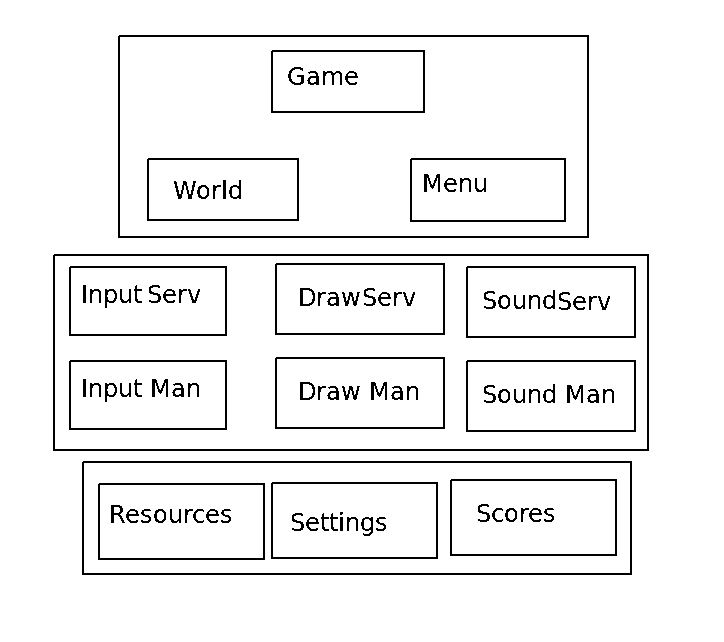 Game
World
Menu
Input Serv
DrawServ
SoundServ
Input Man
Draw Man
Sound Man
Resources
Settings
Scores